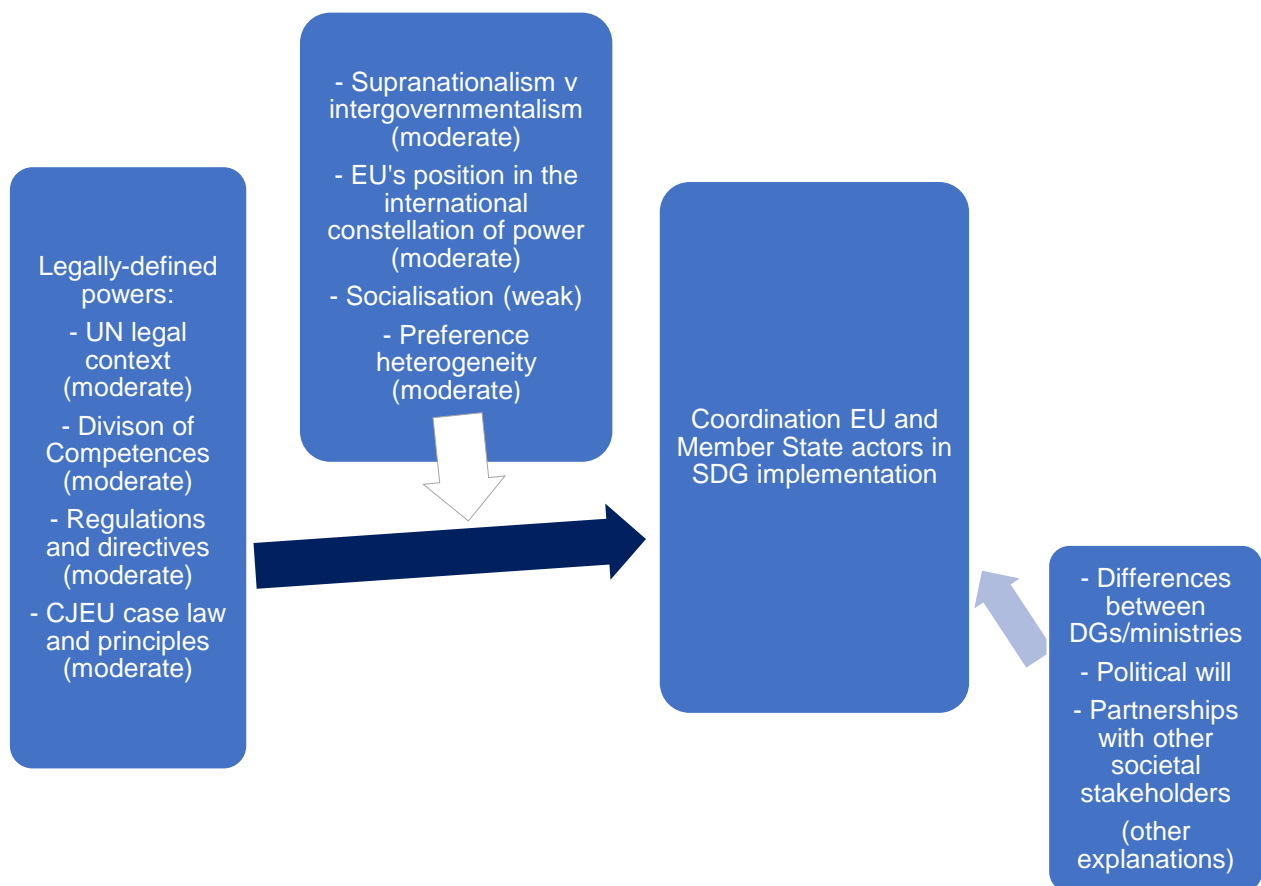 Legally-defined
powers:
- UN legal
context
(moderate)
- Divison of
Competences
(moderate)
- Regulations
and directives
(moderate)
- CJEU case law
and principles
(moderate)
- Supranationalism v
intergovernmentalism
(moderate)
- EU's position in the
international
constellation of power
(moderate)
- Socialisation (weak)
- Preference
heterogeneity
(moderate)
Coordination EU and
Member State actors in
SDG implementation
- Differences
between
DGs/ministries
- Political will
- Partnerships
with other
societal
stakeholders
(other
explanations)